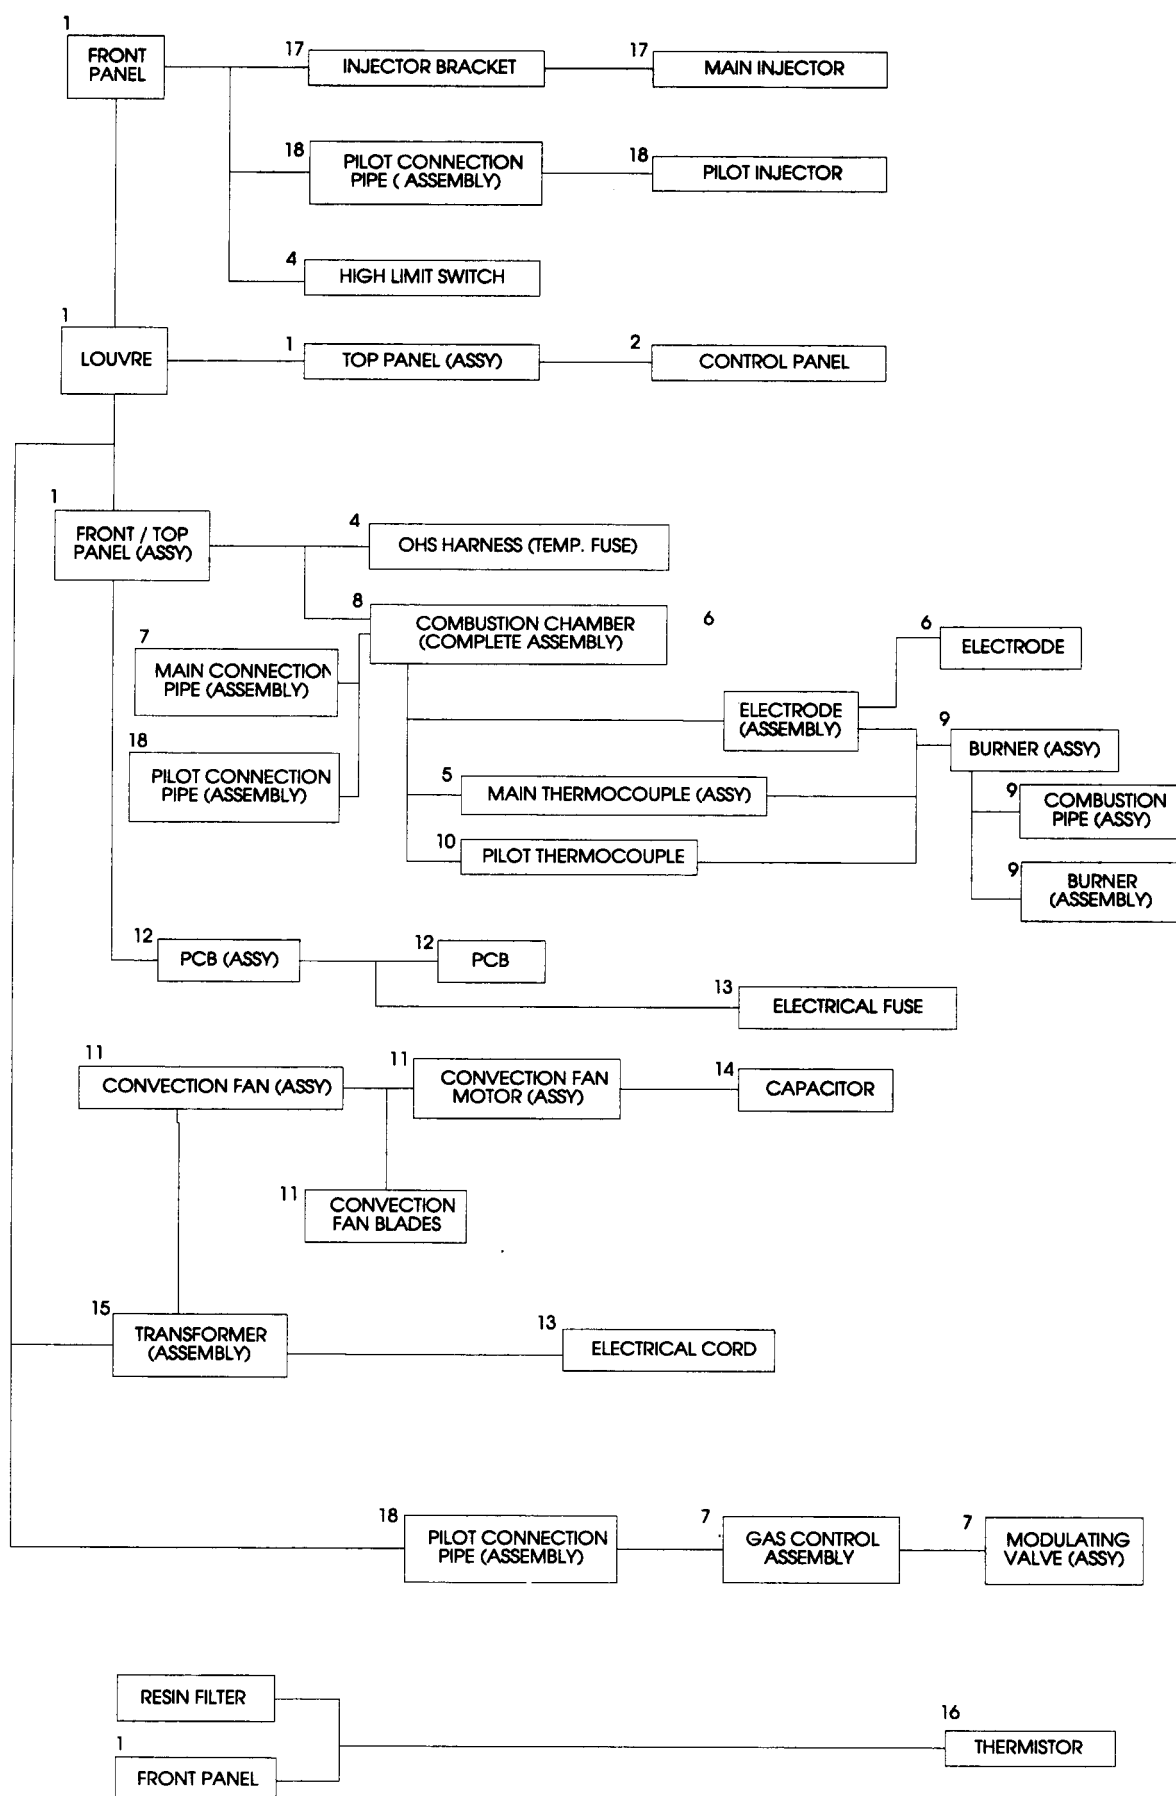 1
FRONT
PANEL
17
INJECTOR BRACKET
17
MAIN INJECTOR
18
PILOT CONNECTION
PIPE ( ASSEMBLY)
18
PILOT INJECTOR
4
HIGH LIMIT SWITCH
1
LOUVRE
1
TOP PANEL (ASSY)
2
CONTROL PANEL
1
FRONT / TOP
PANEL (ASSY)
4
OHS HARNESS (TEMP. FUSE)
8
COMBUSTION CHAMBER
(COMPLETE ASSEMBLY)
6
6
ELECTRODE
7
MAIN CONNECTION
PIPE (ASSEMBLY)
ELECTRODE
(ASSEMBLY)
9
BURNER (ASSY)
18
PILOT CONNECTION
PIPE (ASSEMBLY)
5
MAIN THERMOCOUPLE (ASSY)
9
COMBUSTION
PIPE (ASSY)
10
PILOT THERMOCOUPLE
9
BURNER
(ASSEMBLY)
12
PCB (ASSY)
12
PCB
13
ELECTRICAL FUSE
11
CONVECTION FAN (ASSY)
11
CONVECTION FAN
MOTOR (ASSY)
14
CAPACITOR
11
CONVECTION
FAN BLADES
15
TRANSFORMER
(ASSEMBLY)
13
ELECTRICAL CORD
18
PILOT CONNECTION
PIPE (ASSEMBLY)
7
GAS CONTROL
ASSEMBLY
7
MODULATING
VALVE (ASSY)
RESIN FILTER
1
FRONT PANEL
16
THERMISTOR